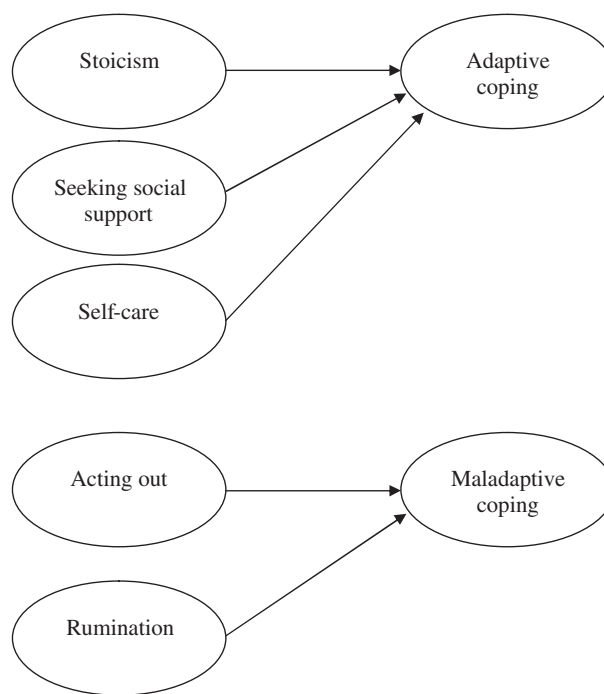 Stoicism
Adaptive
coping
Seeking social
support
Self-care
Acting out
Maladaptive
coping
Rumination